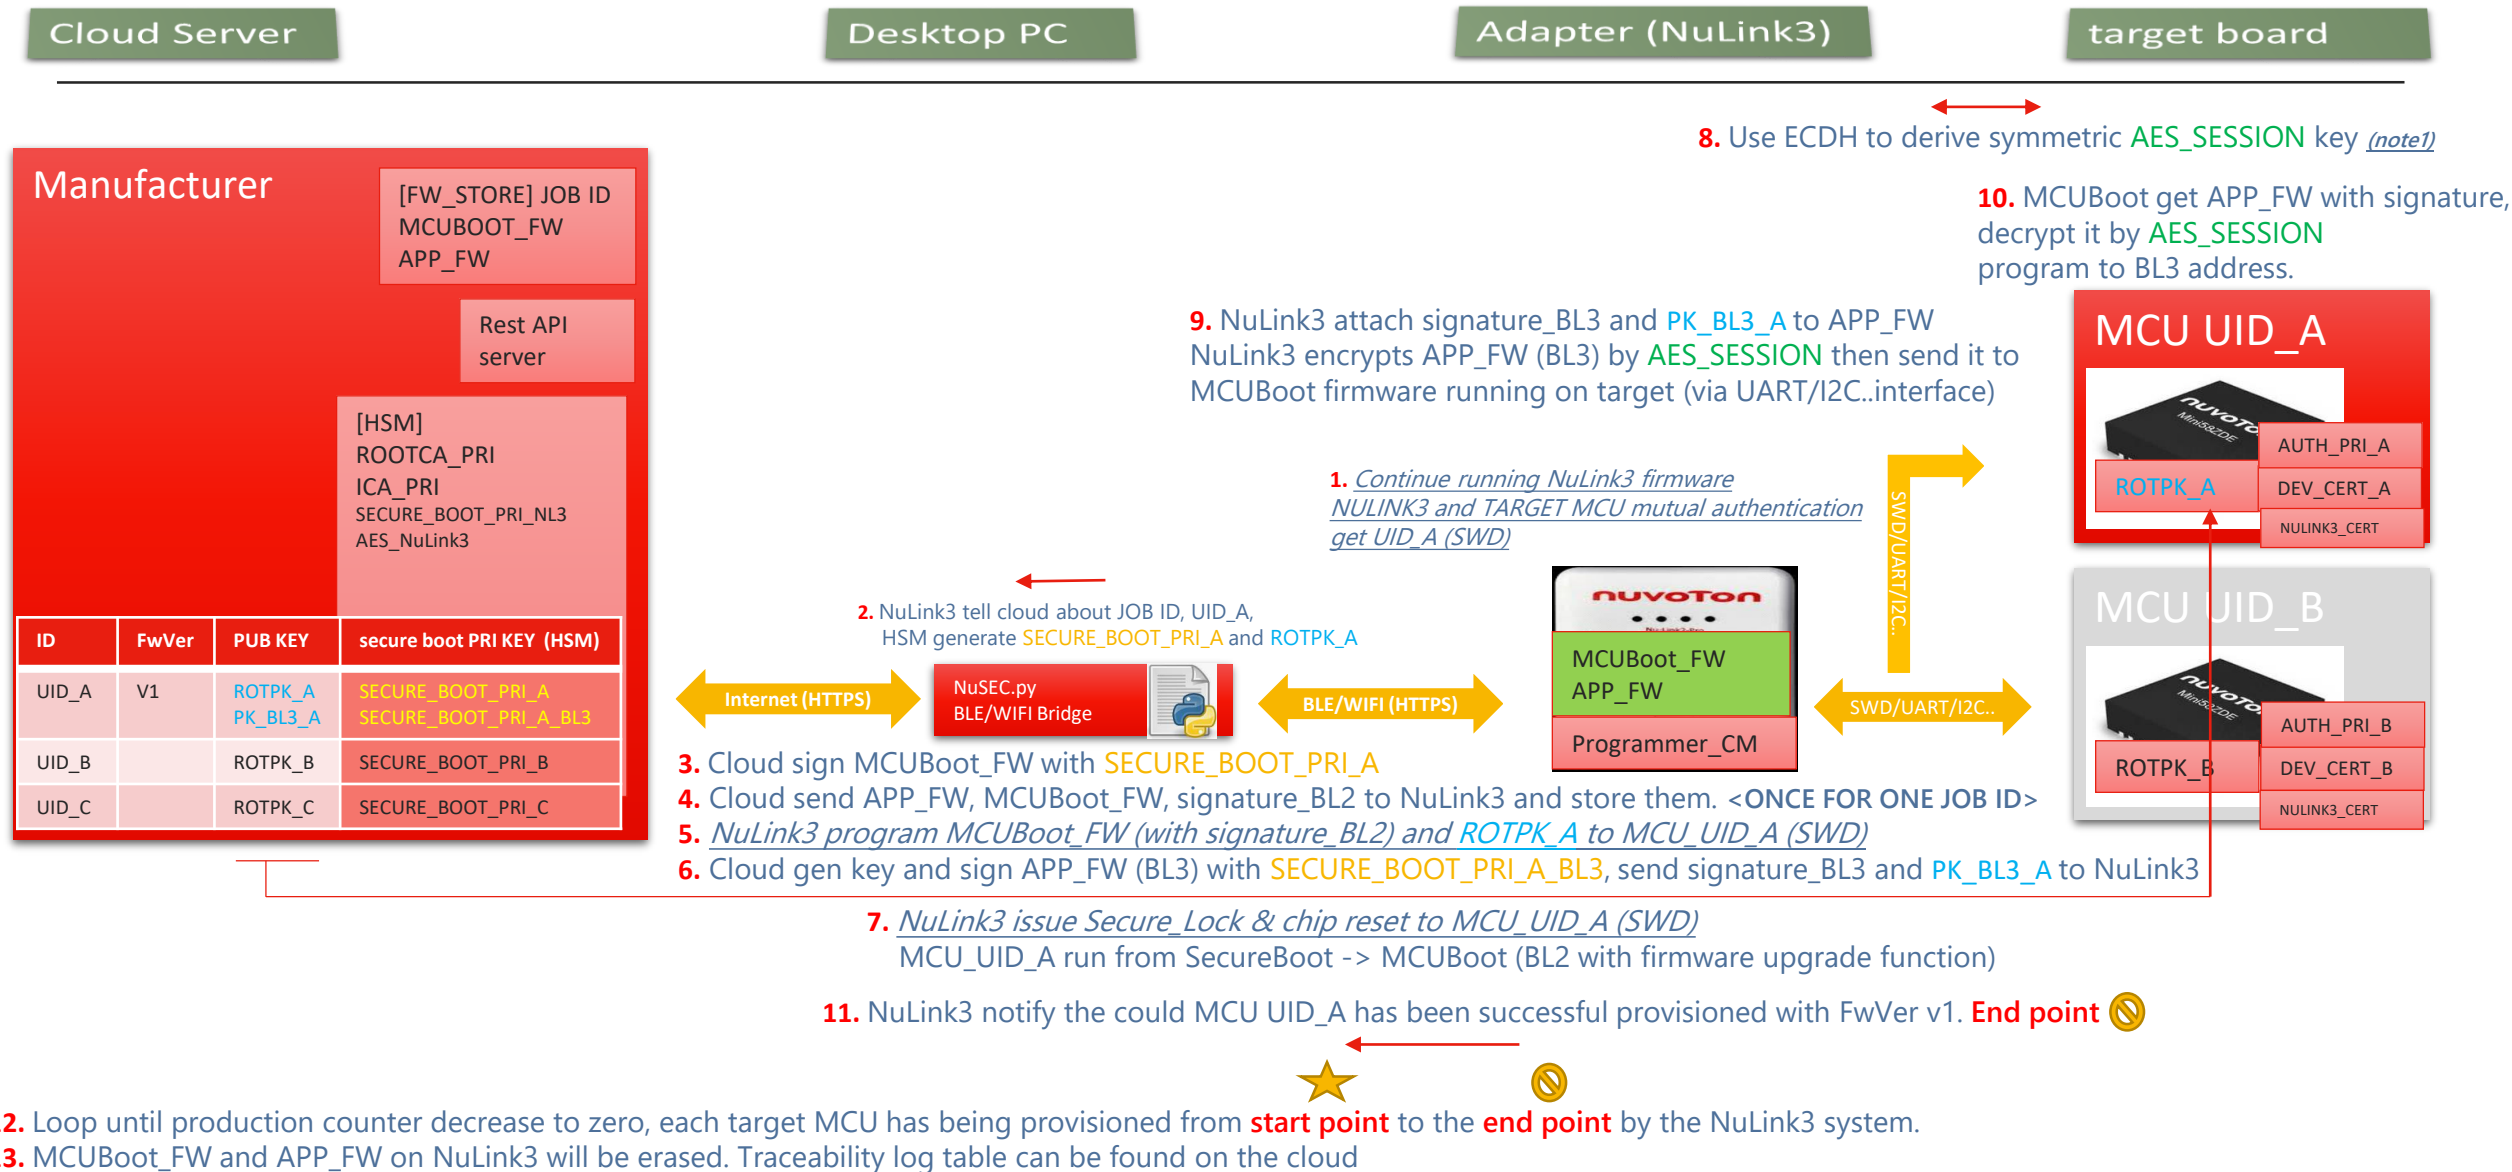 Cloud Server
Desktop PC
Adapter (NuLink3)
target board
8. Use ECDH to derive symmetric AES_SESSION key (note1)
Manufacturer
[FW_STORE] JOB ID
MCUBOOT_FW
APP_FW
Rest API
server
[HSM]
ROOTCA_PRI
ICA_PRI
SECURE_BOOT_PRI_NL3
AES_NuLink3
10. MCUBoot get APP_FW with signature,
decrypt it by AES_SESSION
program to BL3 address.
9. NuLink3 attach signature_BL3 and PK_BL3_A to APP_FW
NuLink3 encrypts APP_FW (BL3) by AES_SESSION then send it to
MCUBoot firmware running on target (via UART/I2C..interface)
1. Continue running NuLink3 firmware
NULINK3 and TARGET MCU mutual authentication
get UID_A (SWD)
MCU UID_A
nuvoTon
Mini58ZDE
AUTH_PRI_A
ROTPK_A
DEV_CERT_A
NULINK3_CERT
SWD/UART/I2C..
2. NuLink3 tell cloud about JOB ID, UID_A,
HSM generate SECURE_BOOT_PRI_A and ROTPK_A
ID FwVer PUB KEY secure boot PRI KEY (HSM)
UID_A V1 ROTPK_A SECURE_BOOT_PRI_A
PK_BL3_A SECURE_BOOT_PRI_A_BL3
UID_B ROTPK_B SECURE_BOOT_PRI_B
UID_C ROTPK_C SECURE_BOOT_PRI_C
Internet (HTTPS)
NuSEC.py
BLE/WIFI Bridge
BLE/WIFI (HTTPS)
nuvoTon
MCUBoot_FW
APP_FW
Programmer_CM
SWD/UART/I2C..
MCU UID_B
nuvoTon
Mini58ZDE
AUTH_PRI_B
ROTPK_B
DEV_CERT_B
NULINK3_CERT
3. Cloud sign MCUBoot_FW with SECURE_BOOT_PRI_A
4. Cloud send APP_FW, MCUBoot_FW, signature_BL2 to NuLink3 and store them. <ONCE FOR ONE JOB ID>
5. NuLink3 program MCUBoot_FW (with signature_BL2) and ROTPK_A to MCU_UID_A (SWD)
6. Cloud gen key and sign APP_FW (BL3) with SECURE_BOOT_PRI_A_BL3, send signature_BL3 and PK_BL3_A to NuLink3
7. NuLink3 issue Secure_Lock & chip reset to MCU_UID_A (SWD)
MCU_UID_A run from SecureBoot -> MCUBoot (BL2 with firmware upgrade function)
11. NuLink3 notify the could MCU UID_A has been successful provisioned with FwVer v1. End point
2. Loop until production counter decrease to zero, each target MCU has being provisioned from start point to the end point by the NuLink3 system.
3. MCUBoot_FW and APP_FW on NuLink3 will be erased. Traceability log table can be found on the cloud